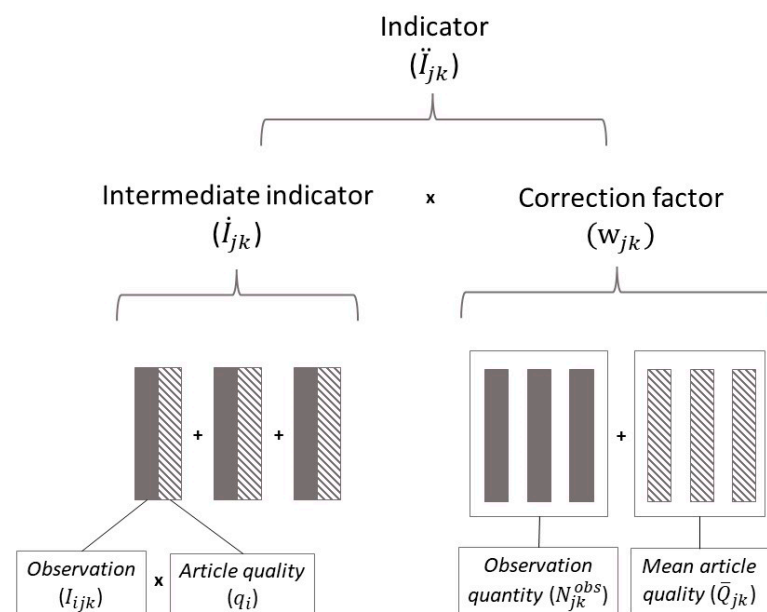 Indicator
(Ï_jk)
Intermediate indicator x Correction factor
(İ_jk) (w_jk)
+ + +
Observation x Article quality Observation Mean article
(I_ijk) (q_i) quantity (N_jk^obs) quality (Q̄_jk)